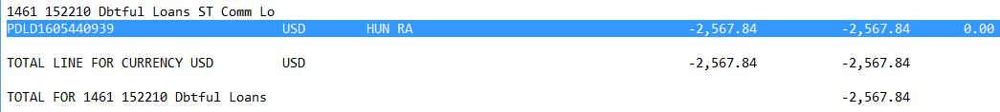 1461 152210 Dbtful Loans ST Comm Lo
PDLD1605440939 USD HUN RA -2,567.84 -2,567.84 0.00
TOTAL LINE FOR CURRENCY USD USD -2,567.84 -2,567.84
TOTAL FOR 1461 152210 Dbtful Loans -2,567.84